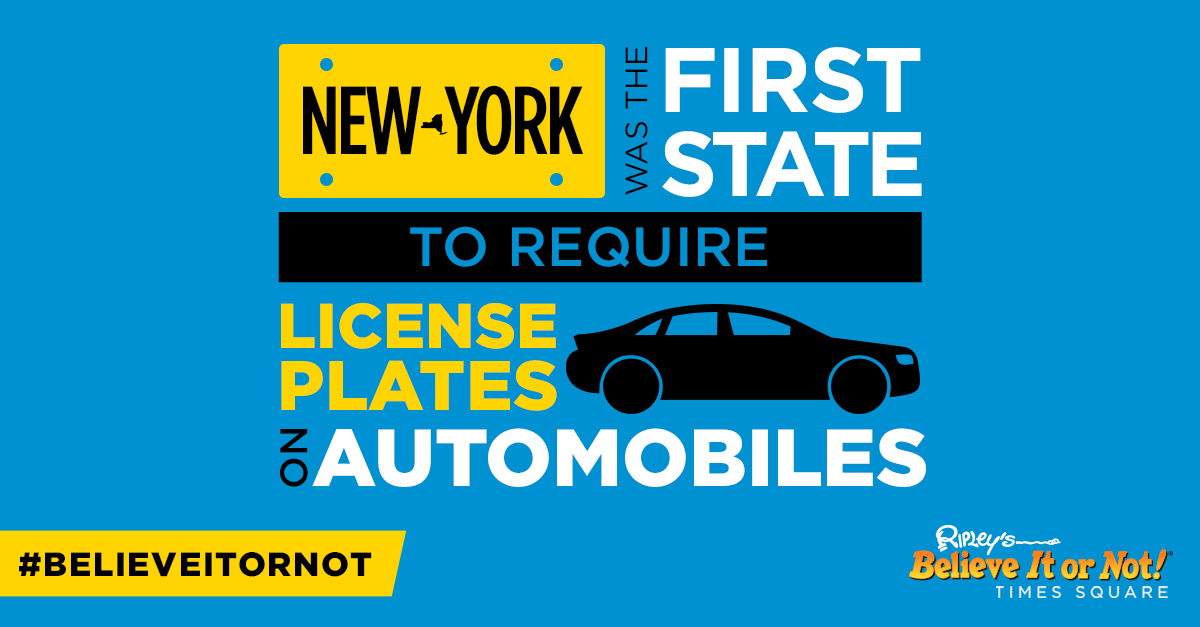 NEW YORK
WAS THE
FIRST
STATE
TO REQUIRE
LICENSE
PLATES
ON
AUTOMOBILES
#BELIEVEITORNOT
RIPLEY'S
Believe It or Not!®
TIMES SQUARE